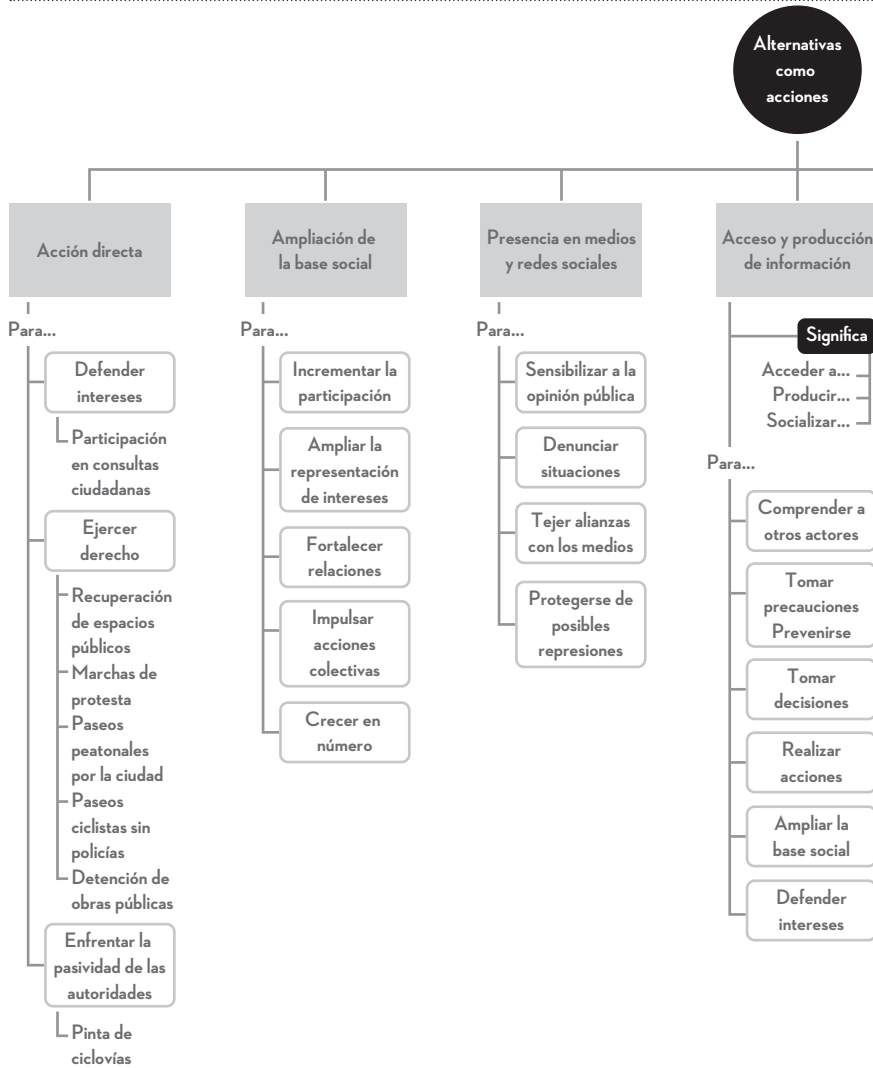 Alternativas
como
acciones
Acción directa
Para...
Defender
intereses
Participación
en consultas
ciudadanas
Ejercer
derecho
Recuperación
de espacios
públicos
Marchas de
protesta
Paseos
peatonales
por la ciudad
Paseos
ciclistas sin
policías
Detención de
obras públicas
Enfrentar la
pasividad de las
autoridades
Pinta de
ciclovías
Ampliación de
la base social
Para...
Incrementar la
participación
Ampliar la
representación
de intereses
Fortalecer
relaciones
Impulsar
acciones
colectivas
Crecer en
número
Presencia en medios
y redes sociales
Para...
Sensibilizar a la
opinión pública
Denunciar
situaciones
Tejer alianzas
con los medios
Protegerse de
posibles
represiones
Acceso y producción
de información
Significa
Acceder a...
Producir...
Socializar...
Para...
Comprender a
otros actores
Tomar
precauciones
Prevenirse
Tomar
decisiones
Realizar
acciones
Ampliar la
base social
Defender
intereses